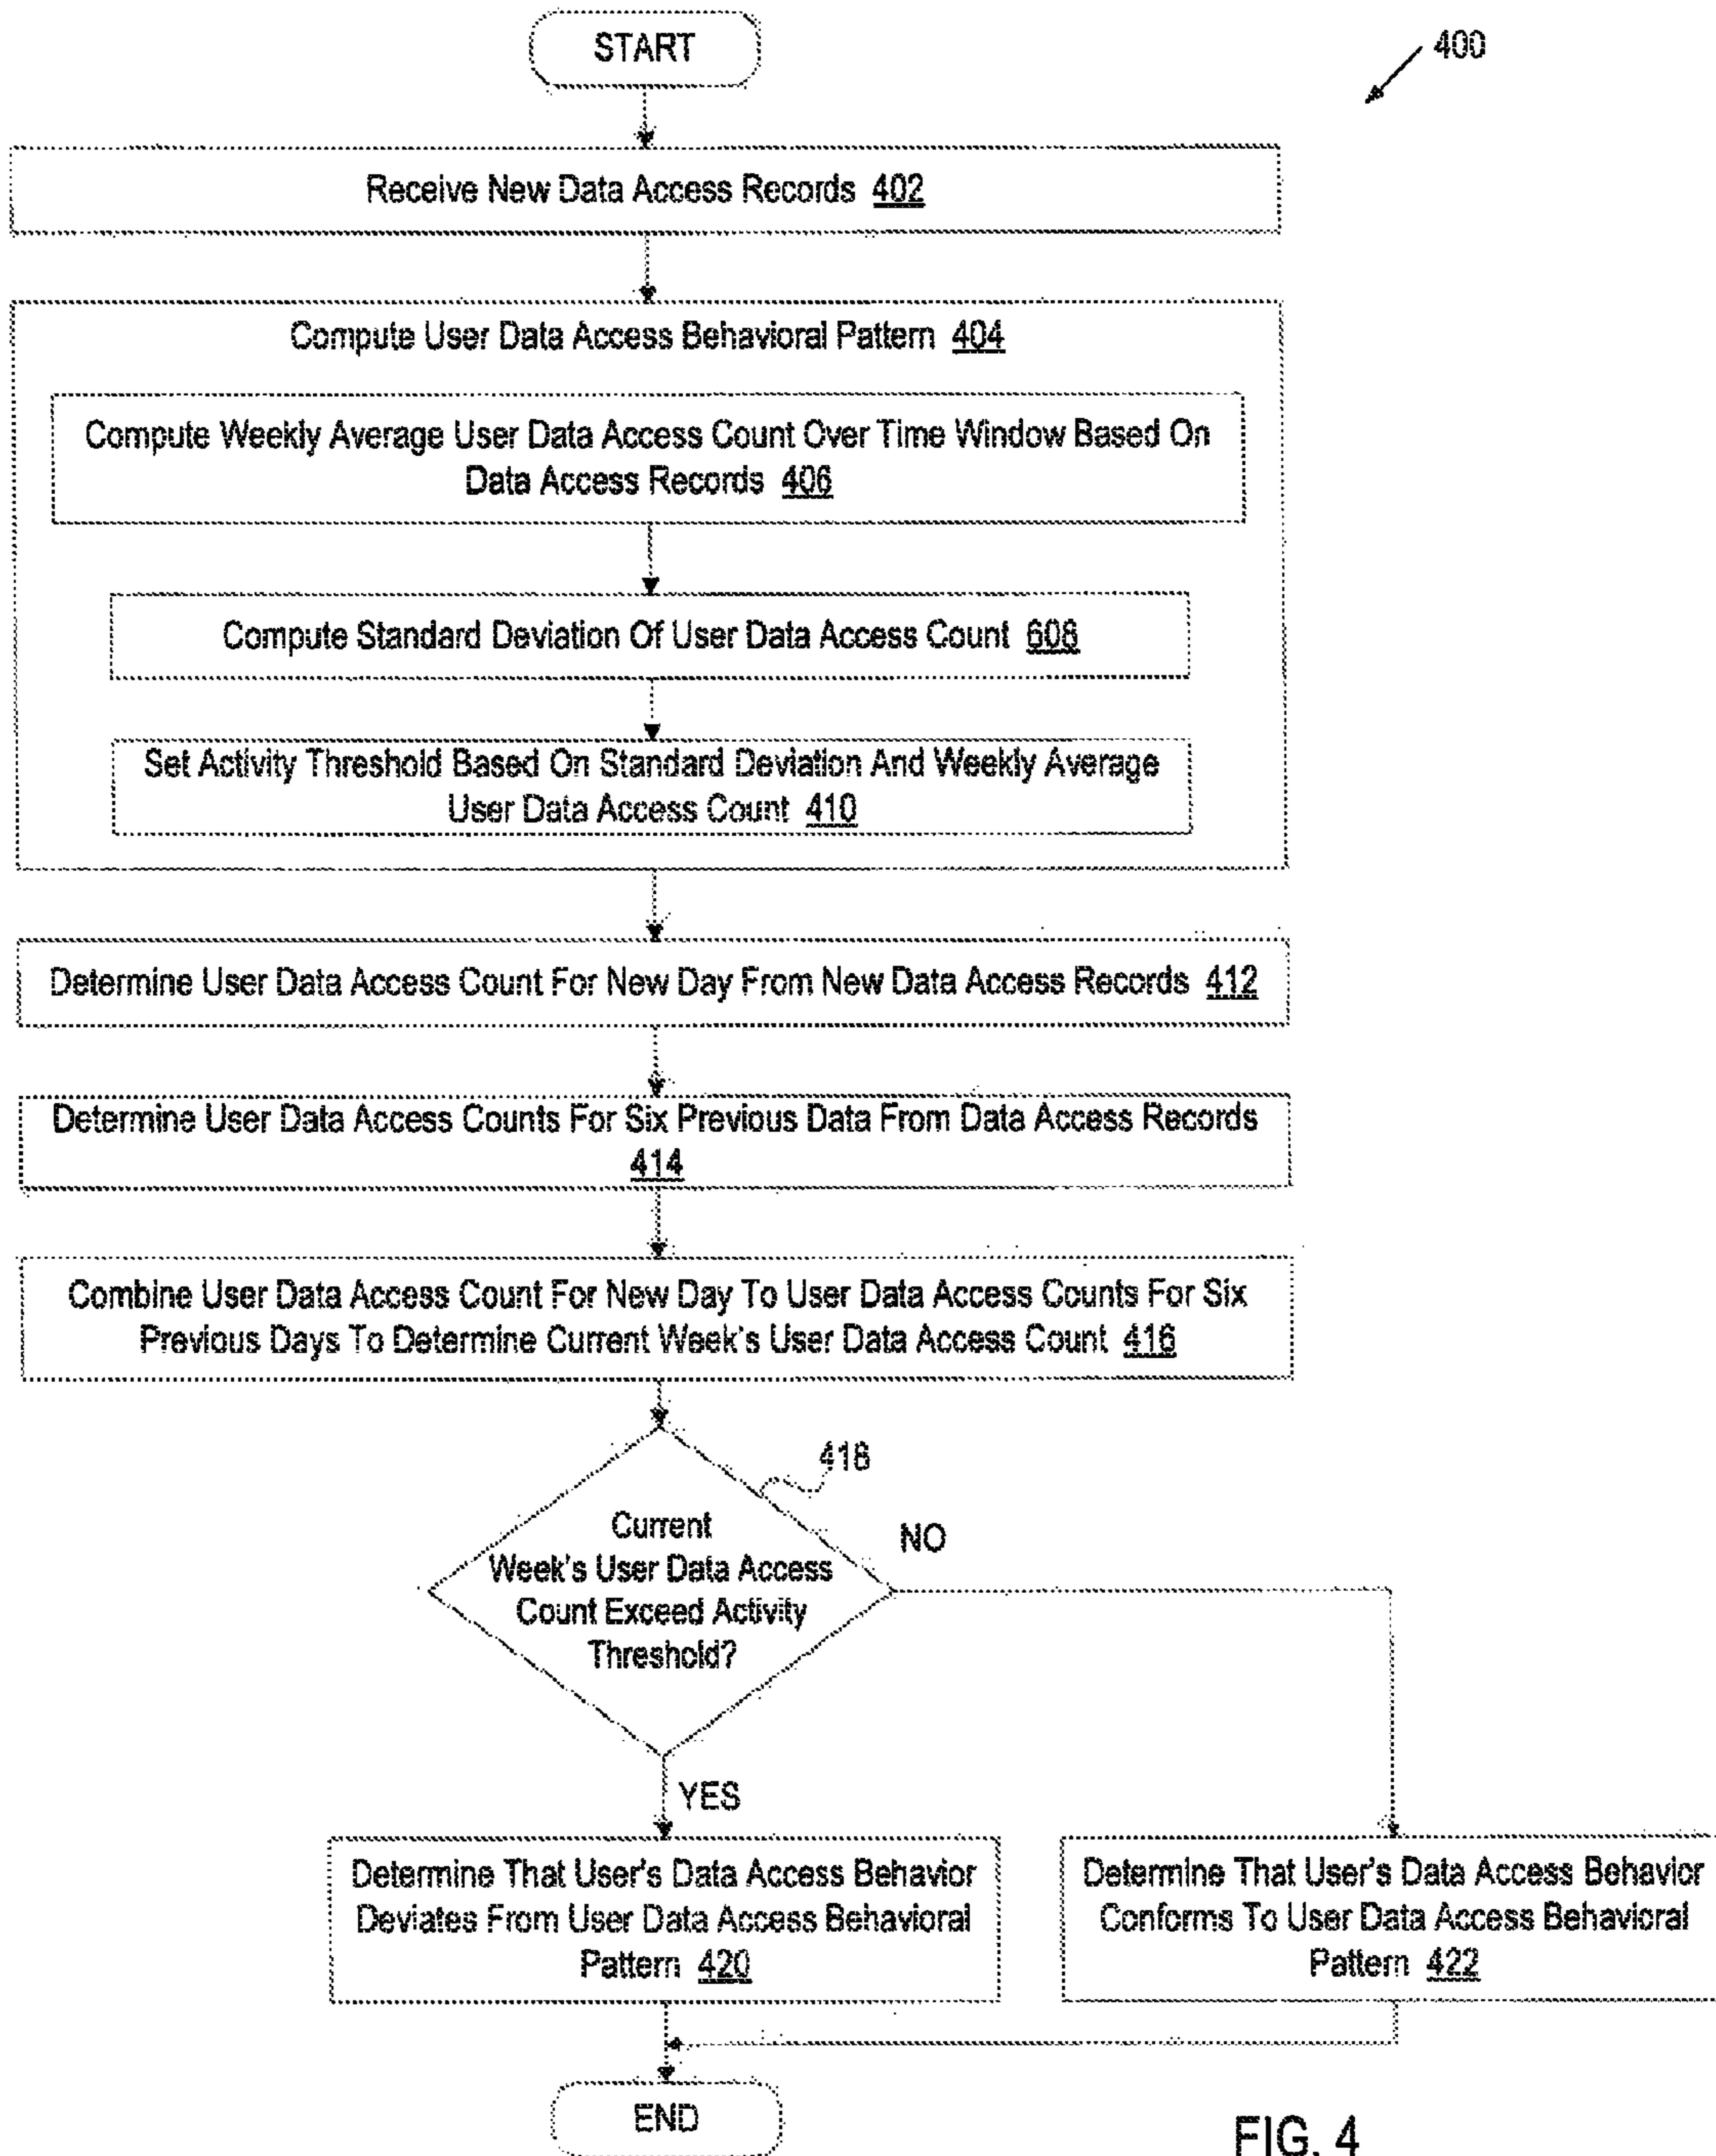 START
400
Receive New Data Access Records 402
Compute User Data Access Behavioral Pattern 404
Compute Weekly Average User Data Access Count Over Time Window Based On
Data Access Records 406
Compute Standard Deviation Of User Data Access Count 608
Set Activity Threshold Based On Standard Deviation And Weekly Average
User Data Access Count 410
Determine User Data Access Count For New Day From New Data Access Records 412
Determine User Data Access Counts For Six Previous Data From Data Access Records
414
Combine User Data Access Count For New Day To User Data Access Counts For Six
Previous Days To Determine Current Week's User Data Access Count 416
418
Current
Week's User Data Access
Count Exceed Activity
Threshold?
NO
YES
Determine That User's Data Access Behavior
Deviates From User Data Access Behavioral
Pattern 420
Determine That User's Data Access Behavior
Conforms To User Data Access Behavioral
Pattern 422
END
FIG. 4